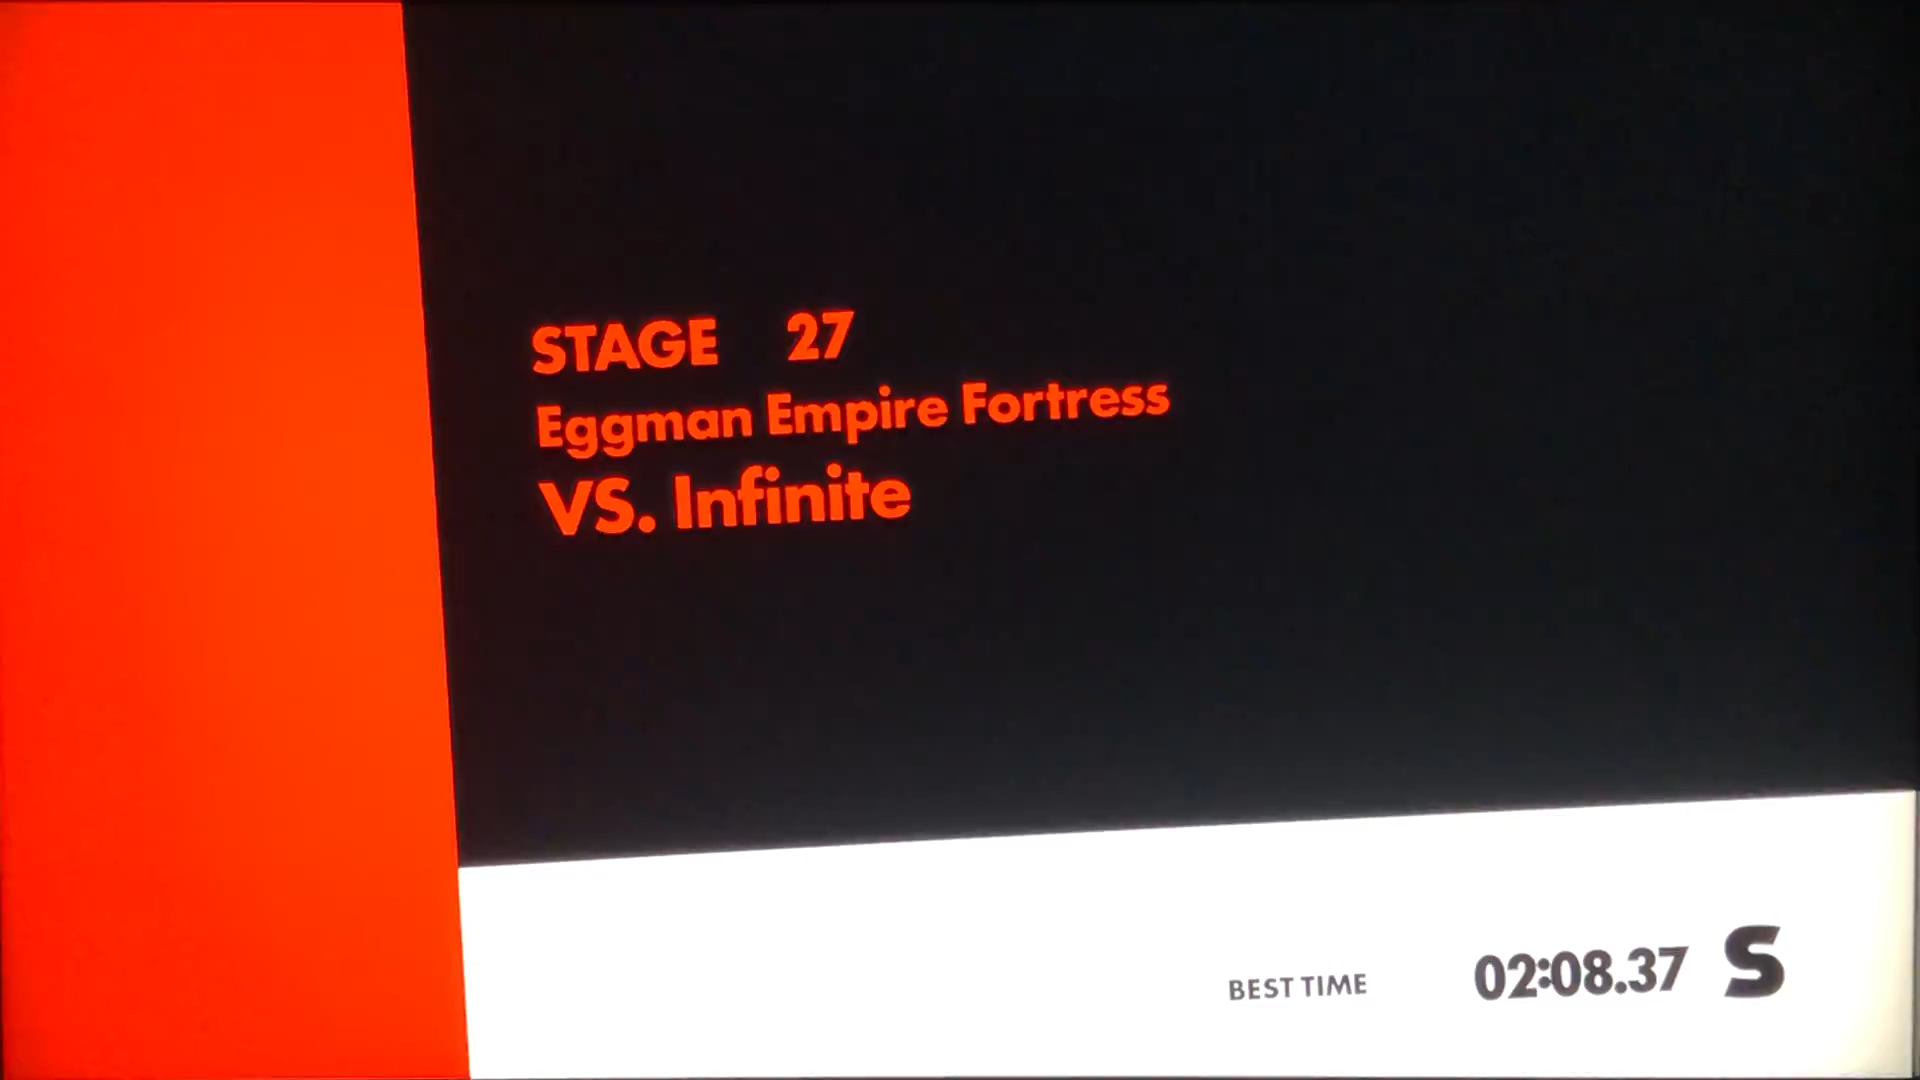 STAGE 27
Eggman Empire Fortress
VS. Infinite
BEST TIME 02:08.37 S